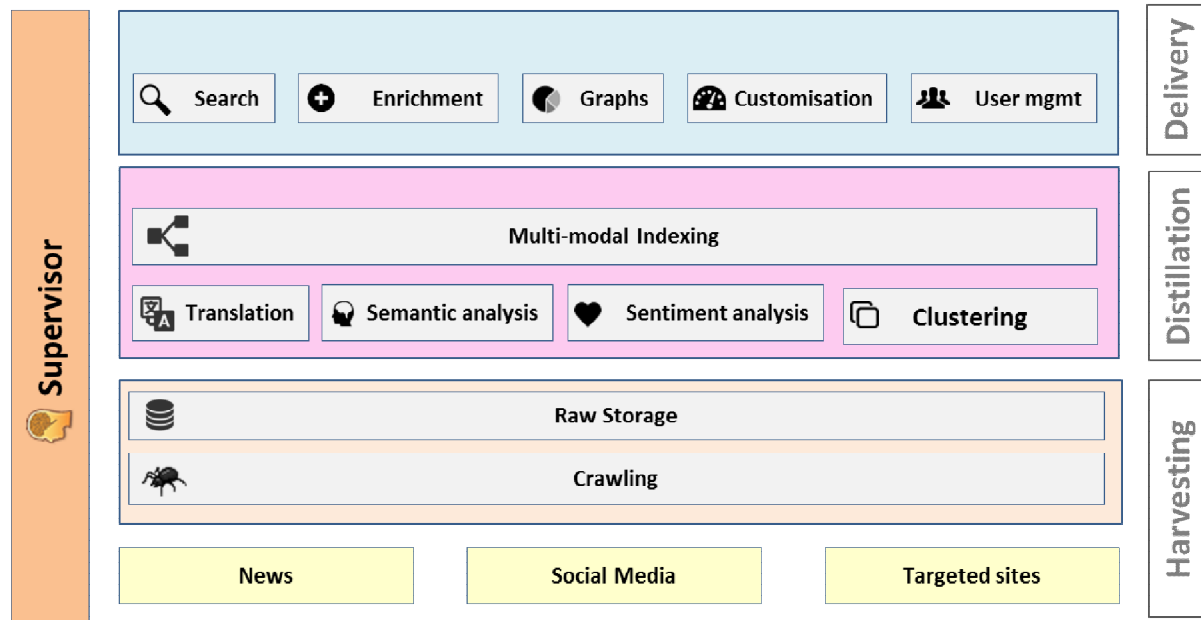 Supervisor
Search
Enrichment
Graphs
Customisation
User mgmt
Delivery
Multi-modal Indexing
Translation
Semantic analysis
Sentiment analysis
Clustering
Distillation
Raw Storage
Crawling
Harvesting
News
Social Media
Targeted sites